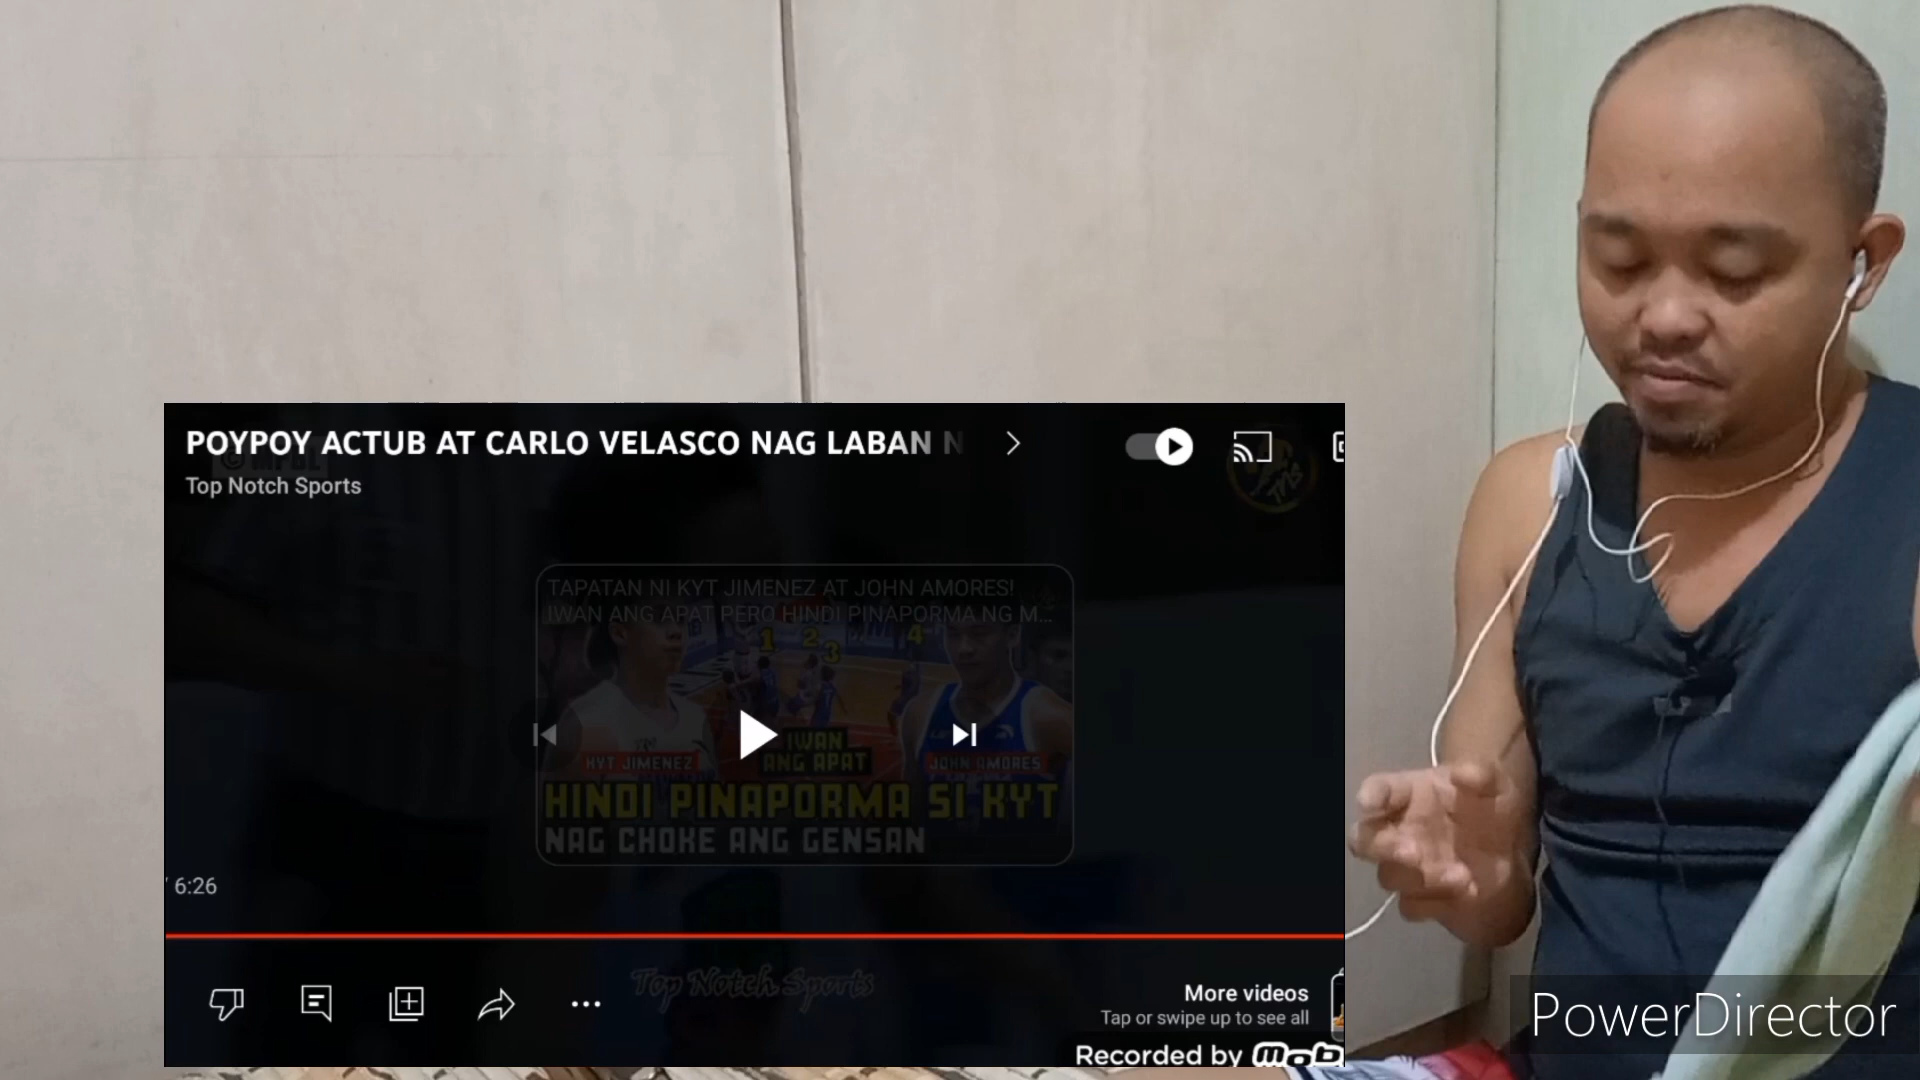 POYPOY ACTUB AT CARLO VELASCO NAG LABAN N
Top Notch Sports
© MPBL
TMS
TAPATAN NI KYT JIMENEZ AT JOHN AMORES!
IWAN ANG APAT PERO HINDI PINAPORMA NG M...
1 2 3 4
IWAN
ANG APAT
KYT JIMENEZ
JOHN AMORES
HINDI PINAPORMA SI KYT
NAG CHOKE ANG GENSAN
6:26
Top Notch Sports
More videos
Tap or swipe up to see all
Recorded by Mob
PowerDirector